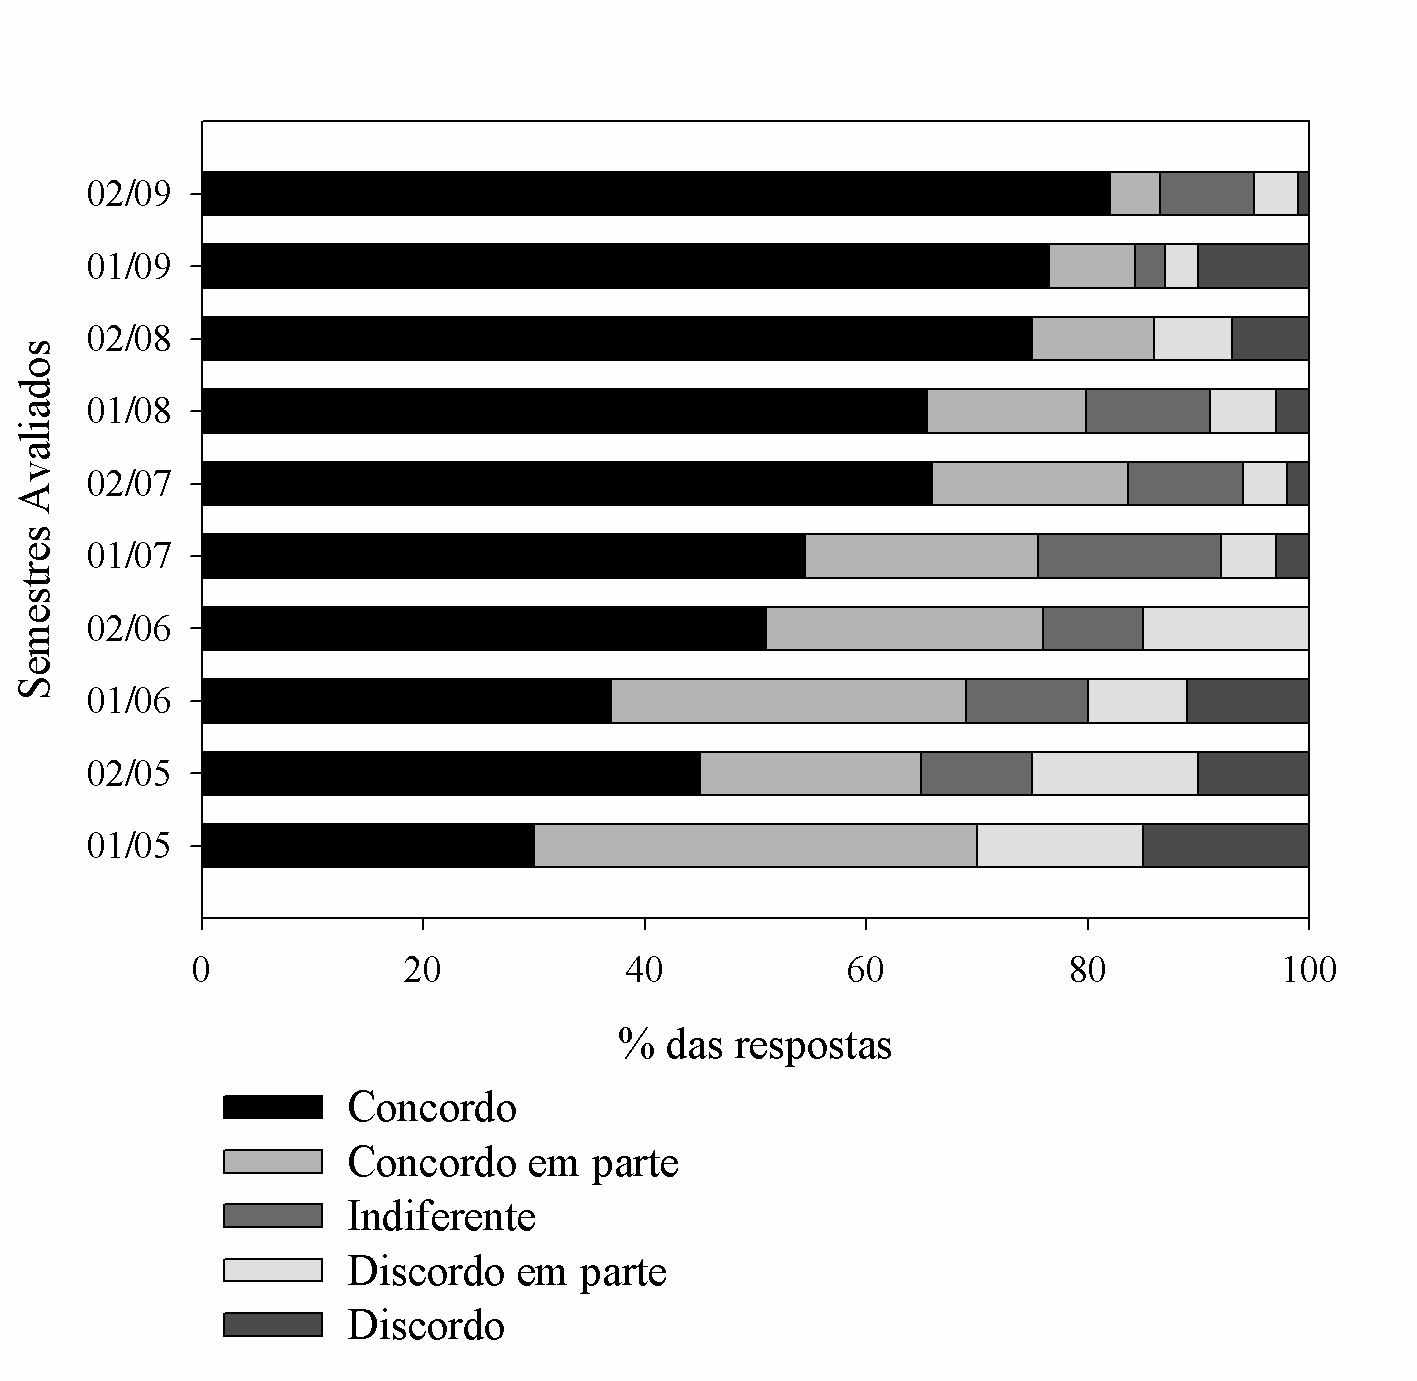 Semestres Avaliados
02/09
01/09
02/08
01/08
02/07
01/07
02/06
01/06
02/05
01/05
0 20 40 60 80 100
% das respostas
Concordo
Concordo em parte
Indiferente
Discordo em parte
Discordo